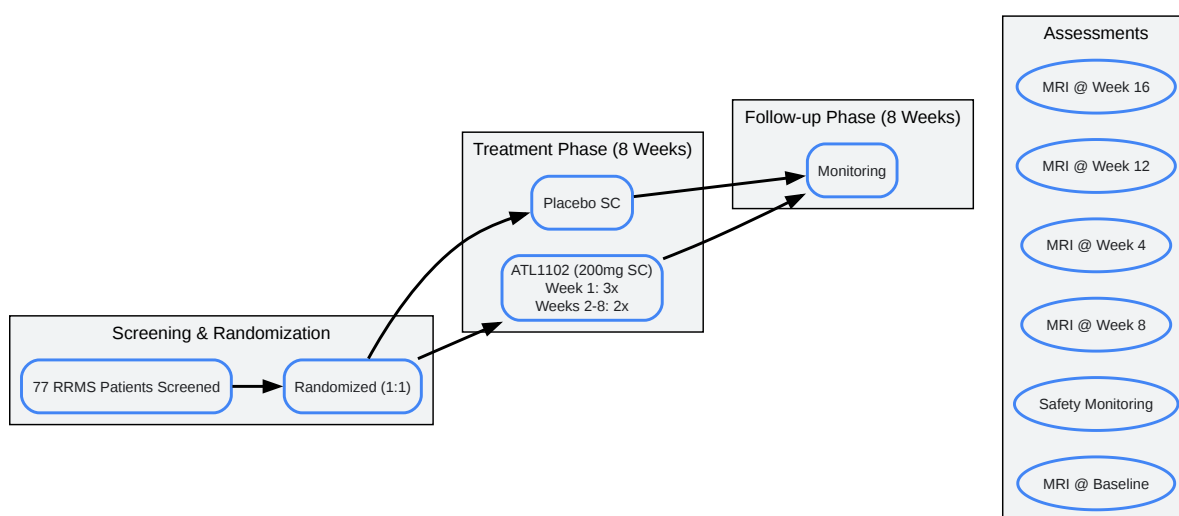 Screening & Randomization
77 RRMS Patients Screened
Randomized (1:1)
Treatment Phase (8 Weeks)
Placebo SC
ATL1102 (200mg SC)
Week 1: 3x
Weeks 2-8: 2x
Follow-up Phase (8 Weeks)
Monitoring
Assessments
MRI @ Week 16
MRI @ Week 12
MRI @ Week 4
MRI @ Week 8
Safety Monitoring
MRI @ Baseline